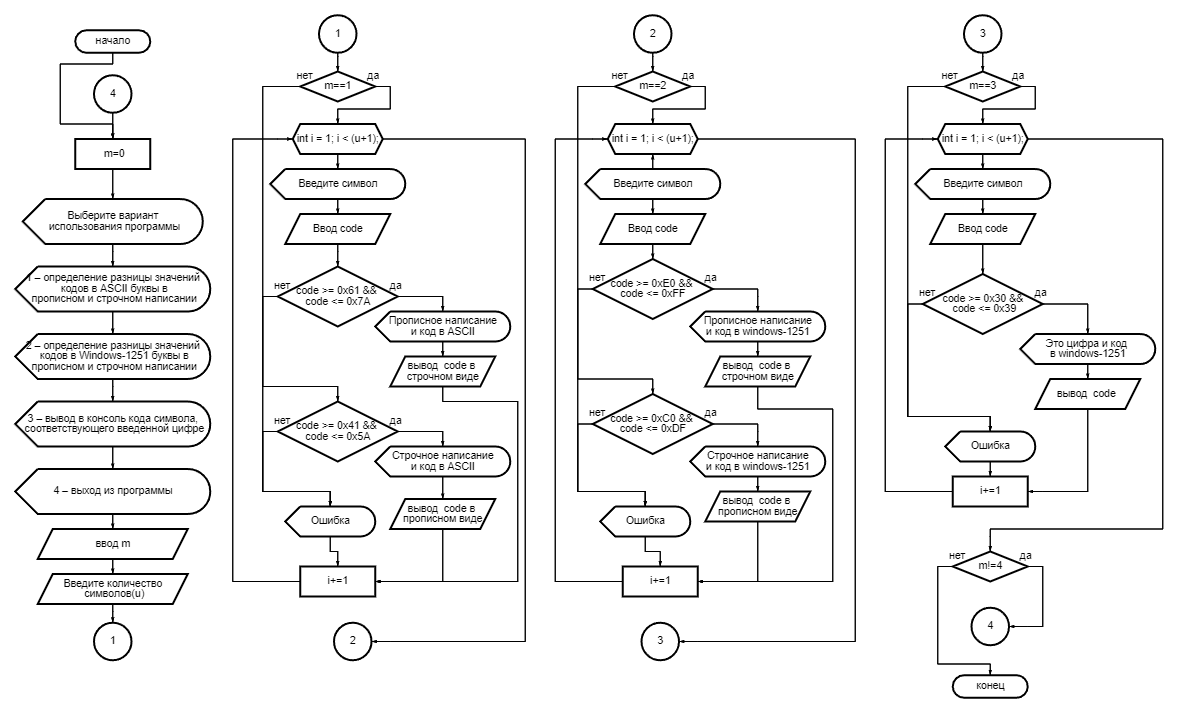 начало
4
m=0
Выберите вариант
использования программы
1 – определение разницы значений
кодов в ASCII буквы в
прописном и строчном написании
2 – определение разницы значений
кодов в Windows-1251 буквы в
прописном и строчном написании
3 – вывод в консоль кода символа,
соответствующего введенной цифре
4 – выход из программы
ввод m
Введите количество
символов(u)
1
1
нет
да
m==1
int i = 1; i < (u+1);
Введите символ
Ввод code
нет
да
code >= 0x61 &&
code <= 0x7A
Прописное написание
и код в ASCII
вывод code в
строчном виде
нет
да
code >= 0x41 &&
code <= 0x5A
Строчное написание
и код в ASCII
вывод code в
прописном виде
Ошибка
i+=1
2
2
нет
да
m==2
int i = 1; i < (u+1);
Введите символ
Ввод code
нет
да
code >= 0xE0 &&
code <= 0xFF
Прописное написание
и код в windows-1251
вывод code в
строчном виде
нет
да
code >= 0xC0 &&
code <= 0xDF
Строчное написание
и код в windows-1251
вывод code в
прописном виде
Ошибка
i+=1
3
3
нет
да
m==3
int i = 1; i < (u+1);
Введите символ
Ввод code
нет
да
code >= 0x30 &&
code <= 0x39
Это цифра и код
в windows-1251
вывод code
Ошибка
i+=1
нет
да
m!=4
4
конец